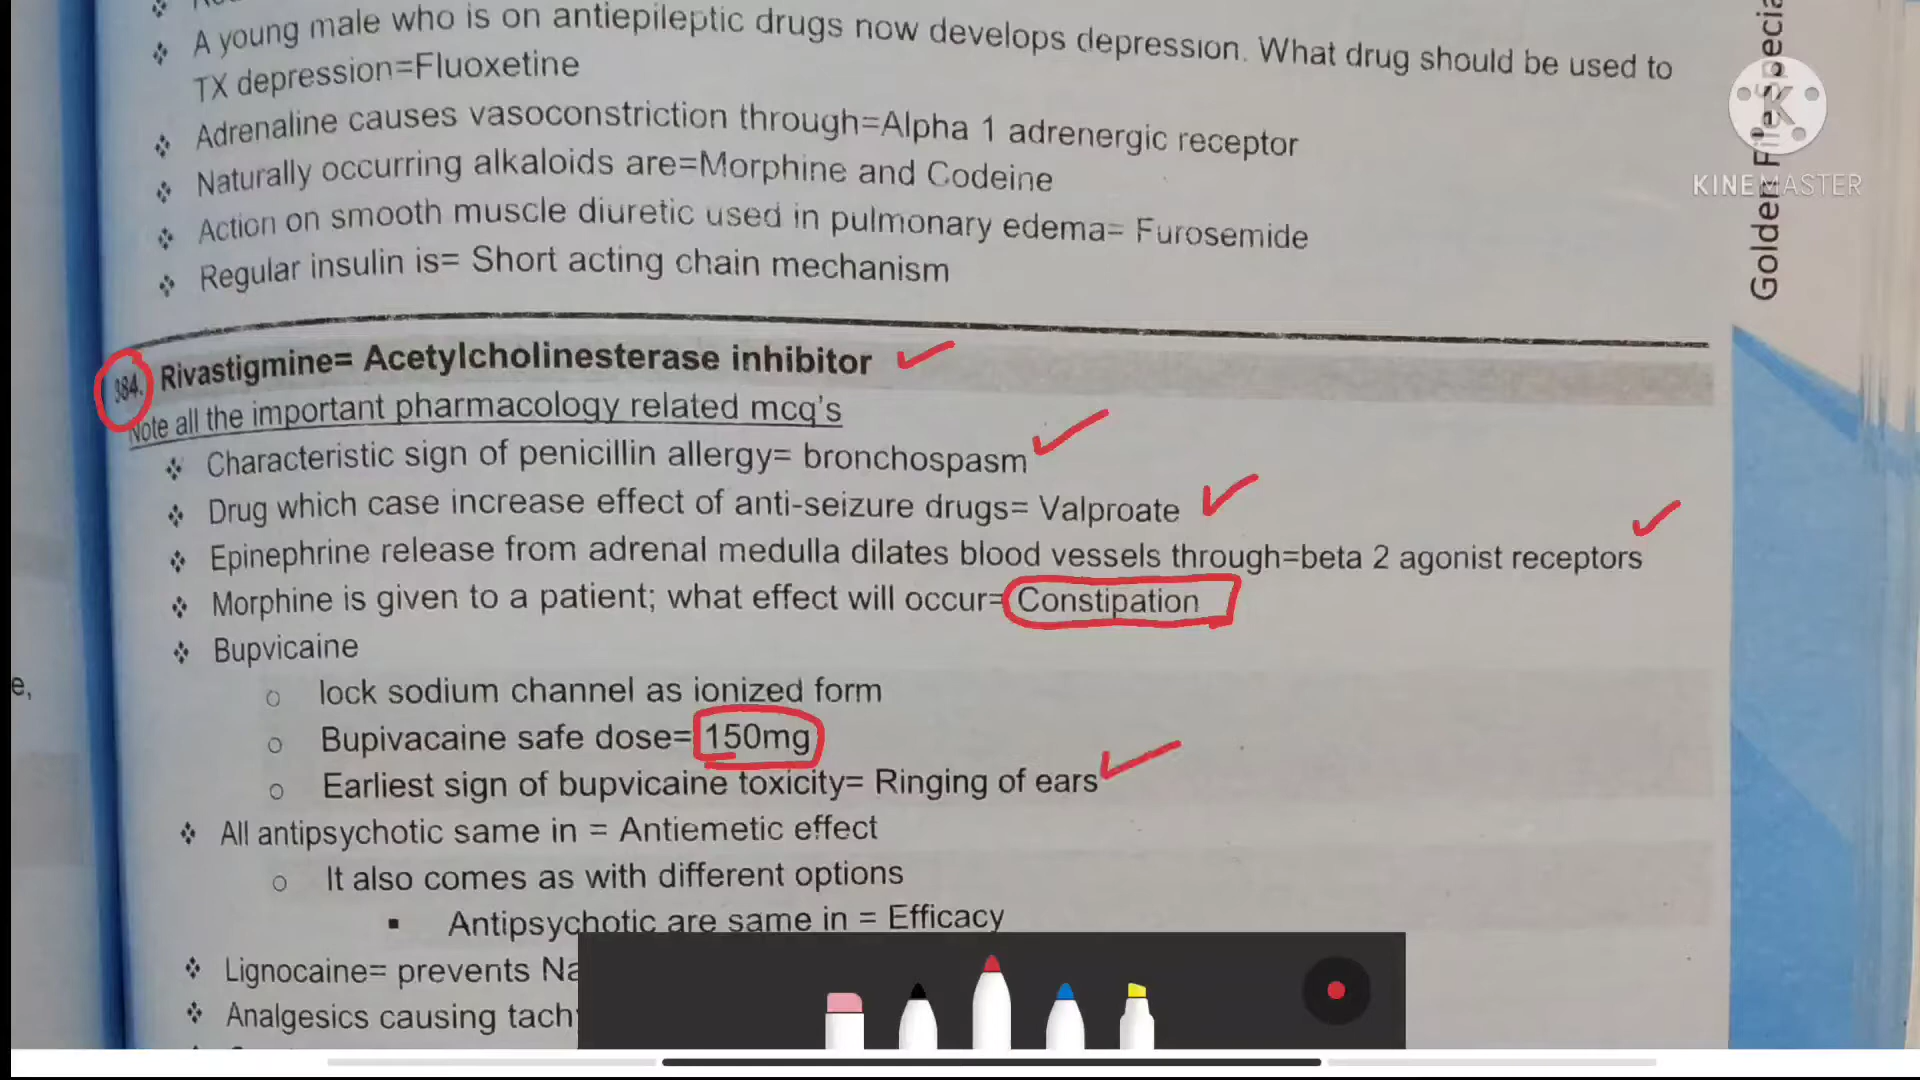 A young male who is on antiepileptic drugs now develops depression. What drug should be used to
TX depression=Fluoxetine
Adrenaline causes vasoconstriction through=Alpha 1 adrenergic receptor
Naturally occurring alkaloids are=Morphine and Codeine
Action on smooth muscle diuretic used in pulmonary edema= Furosemide
Regular insulin is= Short acting chain mechanism
384. Rivastigmine= Acetylcholinesterase inhibitor
Note all the important pharmacology related mcq's
Characteristic sign of penicillin allergy= bronchospasm
Drug which case increase effect of anti-seizure drugs= Valproate
Epinephrine release from adrenal medulla dilates blood vessels through=beta 2 agonist receptors
Morphine is given to a patient; what effect will occur= Constipation
Bupvicaine
lock sodium channel as ionized form
Bupivacaine safe dose= 150mg
Earliest sign of bupvicaine toxicity= Ringing of ears
All antipsychotic same in = Antiemetic effect
It also comes as with different options
Antipsychotic are same in = Efficacy
Lignocaine= prevents Na
Analgesics causing tachy
e,
Golden File
K
KINEMASTER